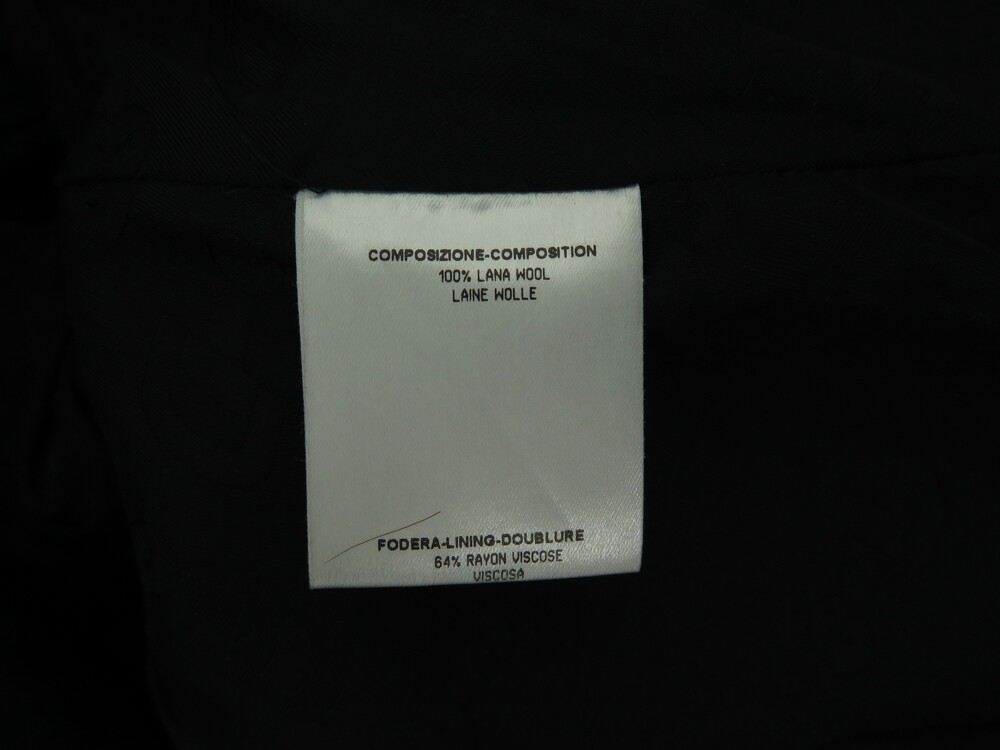 COMPOSIZIONE-COMPOSITION
100% LANA WOOL
LAINE WOLLE
FODERA-LINING-DOUBLURE
64% RAYON VISCOSE
VISCOSA